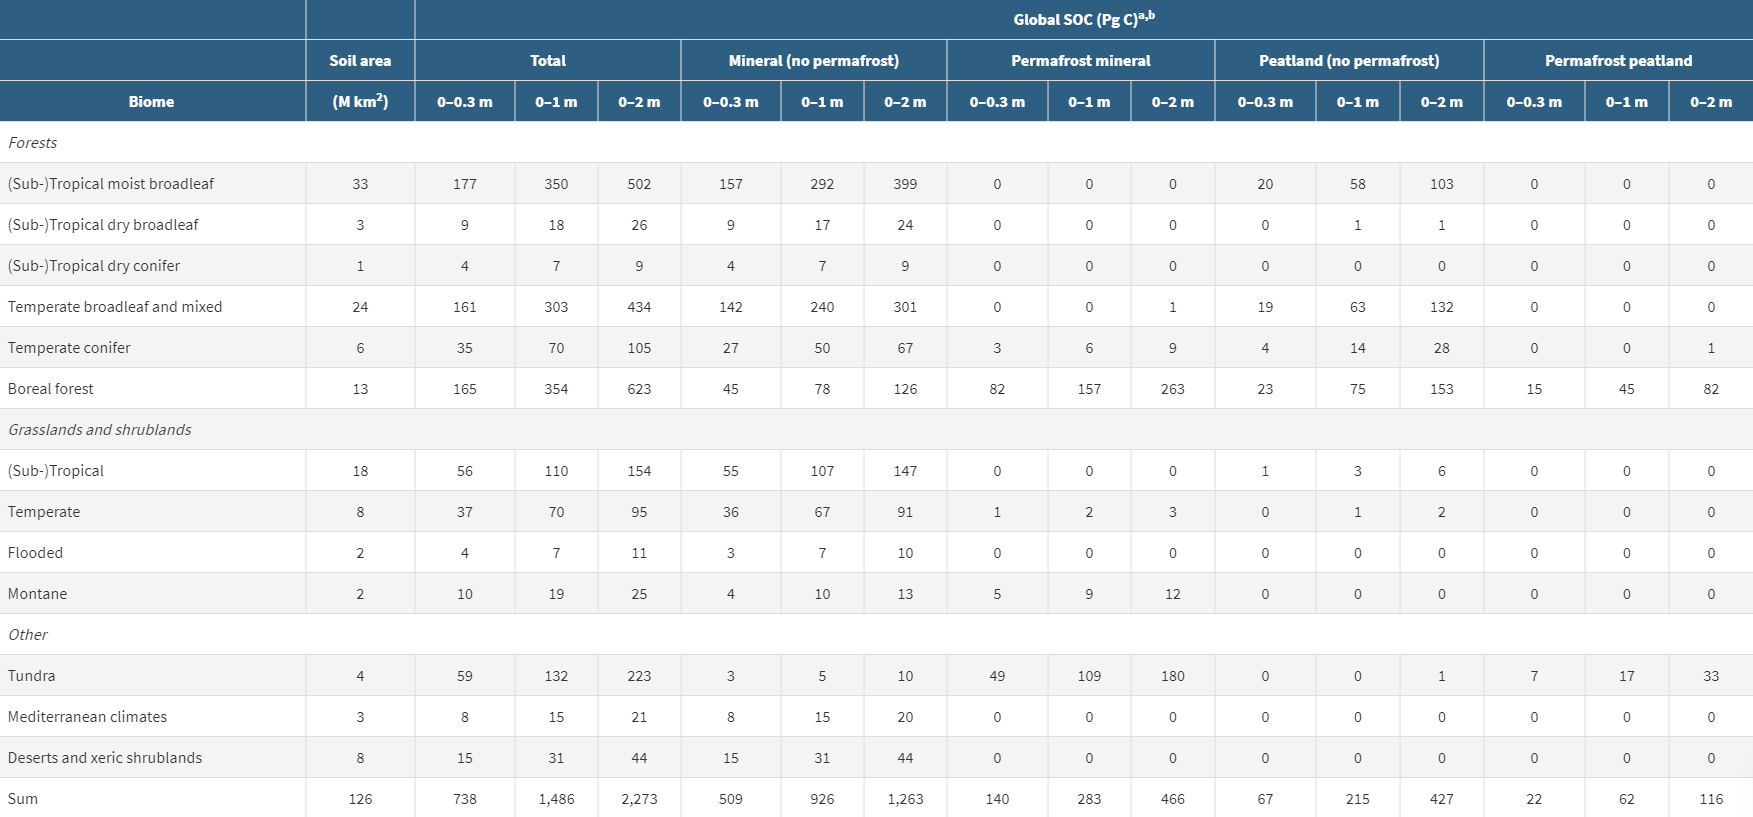 Global SOC (Pg C)a,b
Soil area Total Mineral (no permafrost) Permafrost mineral Peatland (no permafrost) Permafrost peatland
Biome (M km2) 0–0.3 m 0–1 m 0–2 m 0–0.3 m 0–1 m 0–2 m 0–0.3 m 0–1 m 0–2 m 0–0.3 m 0–1 m 0–2 m 0–0.3 m 0–1 m 0–2 m
Forests
(Sub-)Tropical moist broadleaf 33 177 350 502 157 292 399 0 0 0 20 58 103 0 0 0
(Sub-)Tropical dry broadleaf 3 9 18 26 9 17 24 0 0 0 0 1 1 0 0 0
(Sub-)Tropical dry conifer 1 4 7 9 4 7 9 0 0 0 0 0 0 0 0 0
Temperate broadleaf and mixed 24 161 303 434 142 240 301 0 0 1 19 63 132 0 0 0
Temperate conifer 6 35 70 105 27 50 67 3 6 9 4 14 28 0 0 1
Boreal forest 13 165 354 623 45 78 126 82 157 263 23 75 153 15 45 82
Grasslands and shrublands
(Sub-)Tropical 18 56 110 154 55 107 147 0 0 0 1 3 6 0 0 0
Temperate 8 37 70 95 36 67 91 1 2 3 0 1 2 0 0 0
Flooded 2 4 7 11 3 7 10 0 0 0 0 0 0 0 0 0
Montane 2 10 19 25 4 10 13 5 9 12 0 0 0 0 0 0
Other
Tundra 4 59 132 223 3 5 10 49 109 180 0 0 1 7 17 33
Mediterranean climates 3 8 15 21 8 15 20 0 0 0 0 0 0 0 0 0
Deserts and xeric shrublands 8 15 31 44 15 31 44 0 0 0 0 0 0 0 0 0
Sum 126 738 1,486 2,273 509 926 1,263 140 283 466 67 215 427 22 62 116